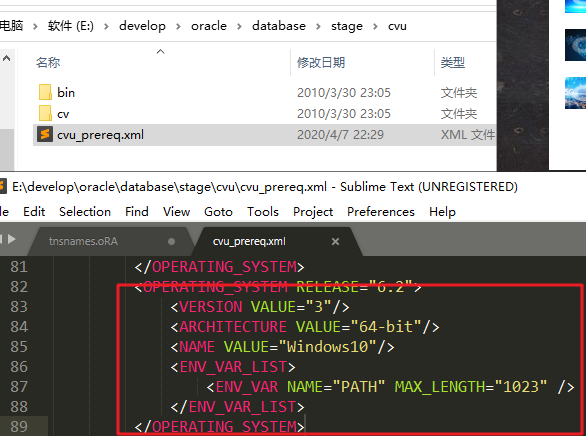 电脑 › 软件 (E:) › develop › oracle › database › stage › cvu
名称 修改日期 类型
bin 2010/3/30 23:05 文件夹
cv 2010/3/30 23:05 文件夹
cvu_prereq.xml 2020/4/7 22:29 XML 文件
E:\develop\oracle\database\stage\cvu\cvu_prereq.xml - Sublime Text (UNREGISTERED)
le Edit Selection Find View Goto Tools Project Preferences Help
tnsnames.oRA cvu_prereq.xml ×
81 </OPERATING_SYSTEM>
82 <OPERATING_SYSTEM RELEASE="6.2">
83 <VERSION VALUE="3"/>
84 <ARCHITECTURE VALUE="64-bit"/>
85 <NAME VALUE="Windows10"/>
86 <ENV_VAR_LIST>
87 <ENV_VAR NAME="PATH" MAX_LENGTH="1023" />
88 </ENV_VAR_LIST>
89 </OPERATING_SYSTEM>